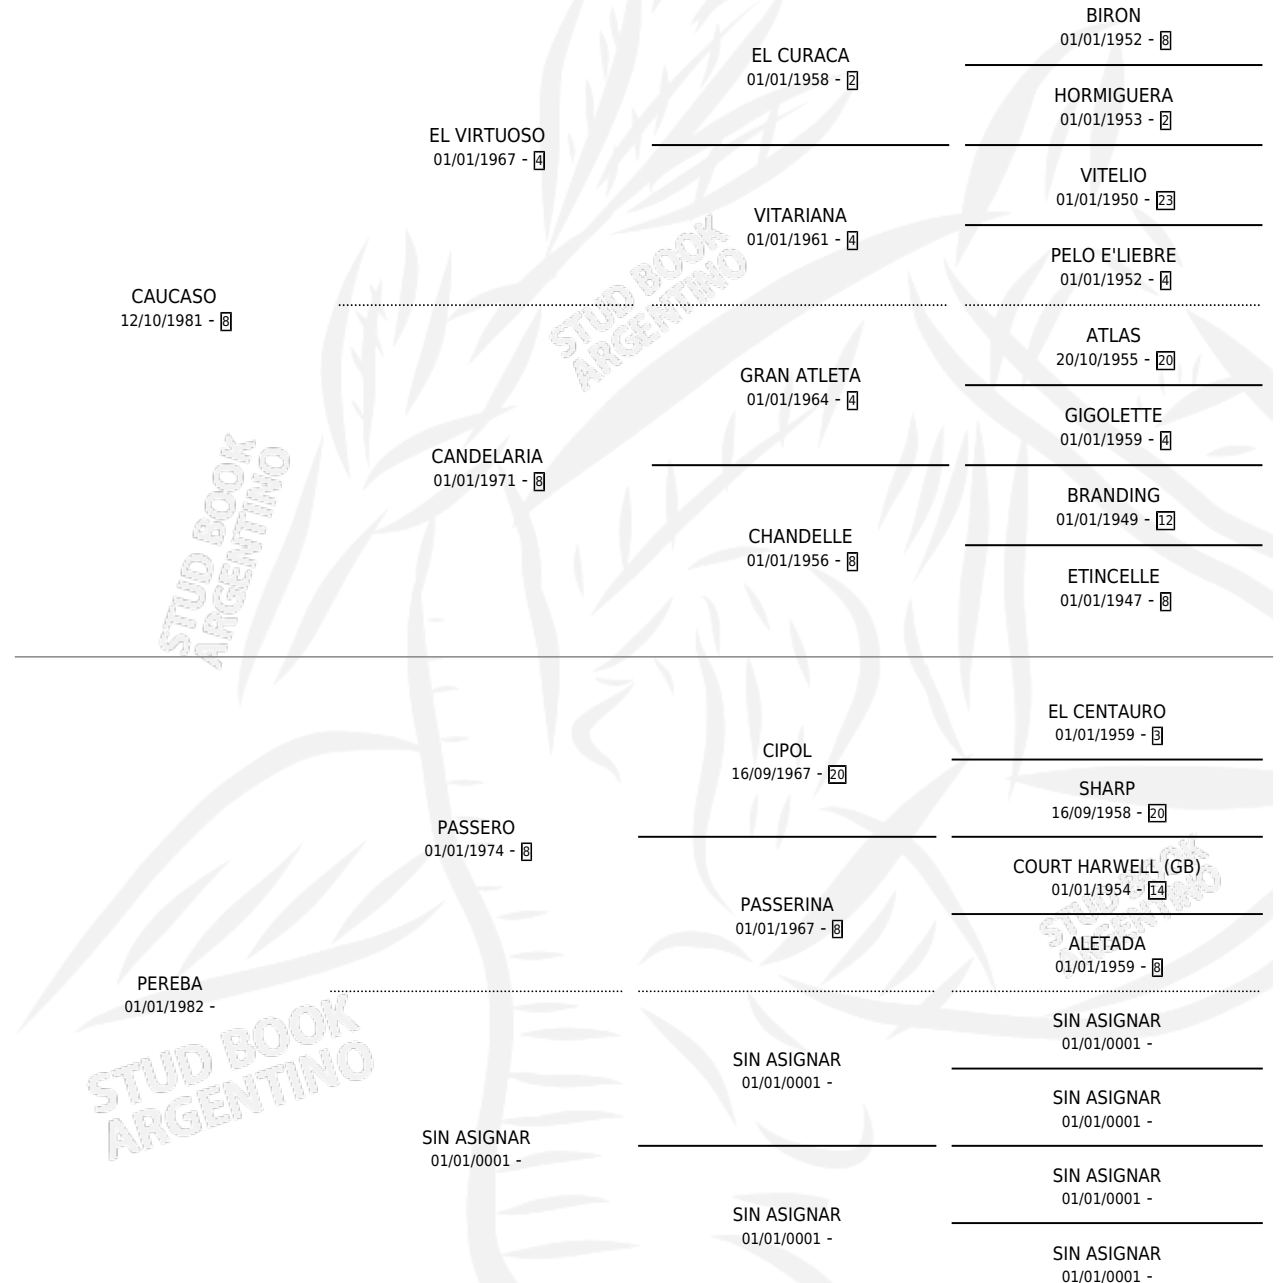 BIRON
01/01/1952 - 8
EL CURACA
01/01/1958 - 2
HORMIGUERA
01/01/1953 - 2
EL VIRTUOSO
01/01/1967 - 4
VITELIO
01/01/1950 - 23
VITARIANA
01/01/1961 - 4
PELO E'LIEBRE
01/01/1952 - 4
CAUCASO
12/10/1981 - 8
ATLAS
20/10/1955 - 20
GRAN ATLETA
01/01/1964 - 4
GIGOLETTE
01/01/1959 - 4
CANDELARIA
01/01/1971 - 8
BRANDING
01/01/1949 - 12
CHANDELLE
01/01/1956 - 8
ETINCELLE
01/01/1947 - 8
EL CENTAURO
01/01/1959 - 3
CIPOL
16/09/1967 - 20
SHARP
16/09/1958 - 20
PASSERO
01/01/1974 - 8
COURT HARWELL (GB)
01/01/1954 - 14
PASSERINA
01/01/1967 - 8
ALETADA
01/01/1959 - 8
PEREBA
01/01/1982 -
SIN ASIGNAR
01/01/0001 -
SIN ASIGNAR
01/01/0001 -
SIN ASIGNAR
01/01/0001 -
SIN ASIGNAR
01/01/0001 -
SIN ASIGNAR
01/01/0001 -
SIN ASIGNAR
01/01/0001 -
SIN ASIGNAR
01/01/0001 -
STUD BOOK
ARGENTINO
STUD BOOK
ARGENTINO
STUD BOOK
ARGENTINO
STUD BOOK
ARGENTINO